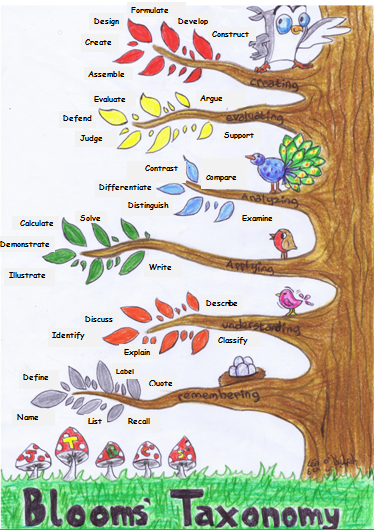 Formulate
Design Develop
Create Construct
Assemble
creating
Evaluate Argue
Defend evaluating
Judge Support
Contrast
Compare
Differentiate
Analyzing
Distinguish
Examine
Calculate Solve
Demonstrate
Illustrate Write
Applying
Describe
Discuss
Identify understanding
Explain Classify
Define Label
Quote
remembering
Name List Recall
J T C S
Blooms' Taxonomy